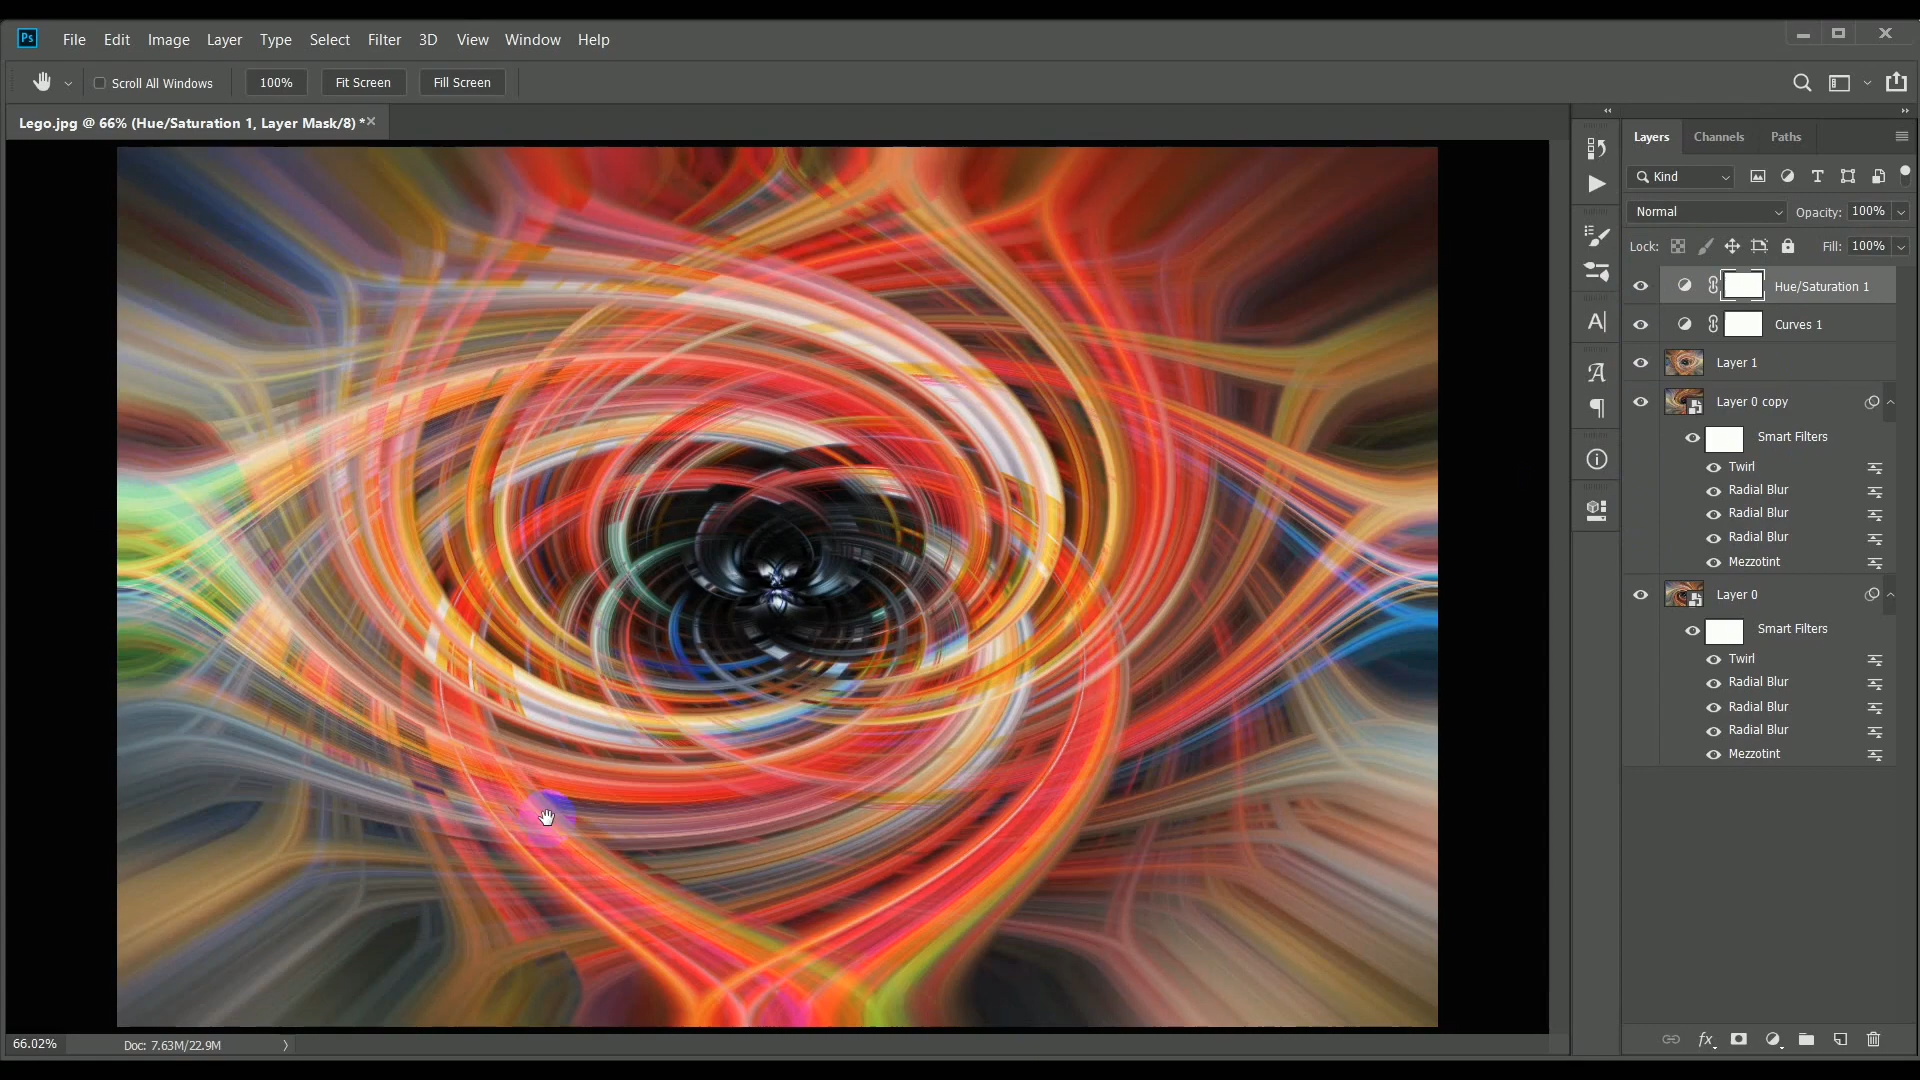 Ps File Edit Image Layer Type Select Filter 3D View Window Help
Scroll All Windows 100% Fit Screen Fill Screen
Lego.jpg @ 66% (Hue/Saturation 1, Layer Mask/8) *
Layers Channels Paths
Kind
Normal Opacity: 100%
Lock: Fill: 100%
Hue/Saturation 1
Curves 1
Layer 1
Layer 0 copy
Smart Filters
Twirl
Radial Blur
Radial Blur
Radial Blur
Mezzotint
Layer 0
Smart Filters
Twirl
Radial Blur
Radial Blur
Radial Blur
Mezzotint
66.02% Doc: 7.63M/22.9M
fx